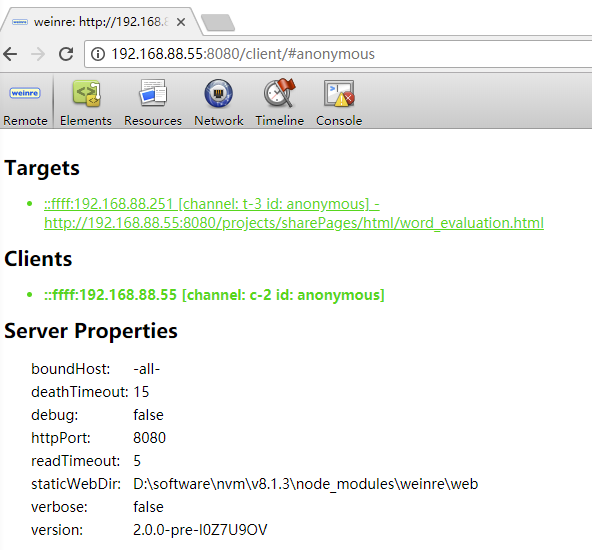 weinre: http://192.168.8
192.168.88.55:8080/client/#anonymous
weinre
Remote Elements Resources Network Timeline Console
Targets
::ffff:192.168.88.251 [channel: t-3 id: anonymous] -
http://192.168.88.55:8080/projects/sharePages/html/word_evaluation.html
Clients
::ffff:192.168.88.55 [channel: c-2 id: anonymous]
Server Properties
boundHost: -all-
deathTimeout: 15
debug: false
httpPort: 8080
readTimeout: 5
staticWebDir: D:\software\nvm\v8.1.3\node_modules\weinre\web
verbose: false
version: 2.0.0-pre-I0Z7U9OV